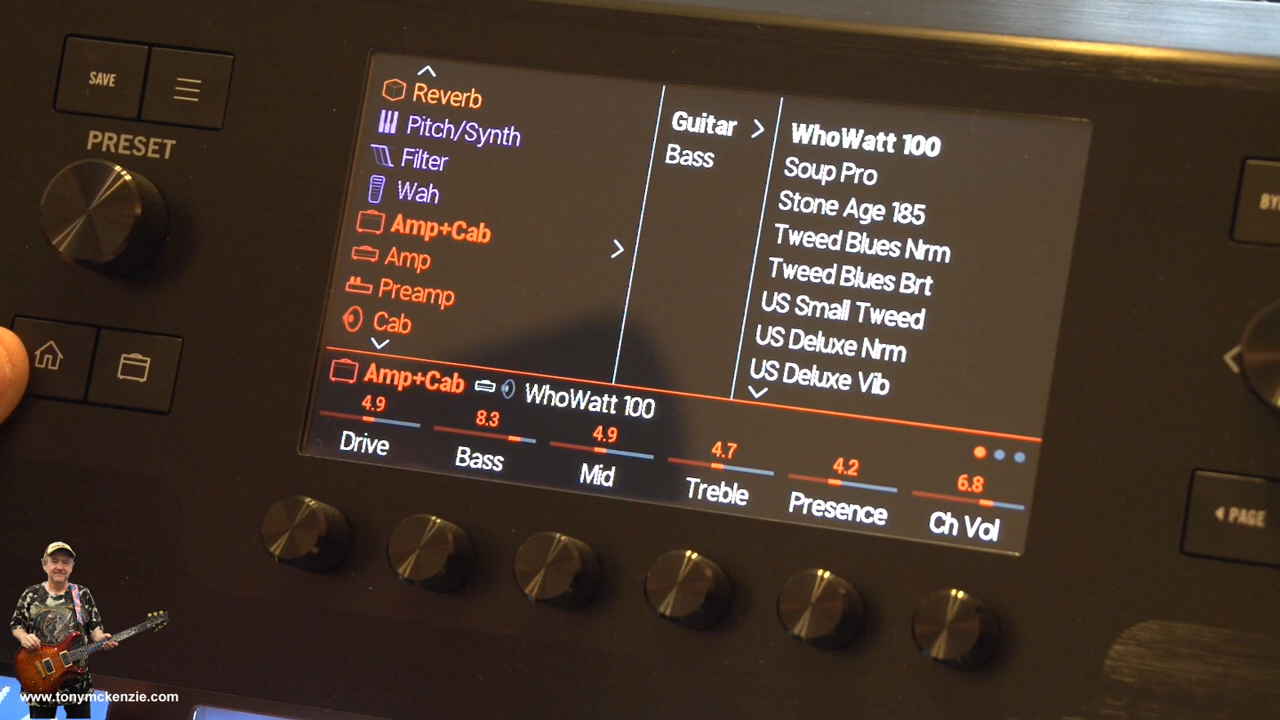 SAVE
PRESET
Reverb
Pitch/Synth
Filter
Wah
Amp+Cab
Amp
Preamp
Cab
Guitar
Bass
WhoWatt 100
Soup Pro
Stone Age 185
Tweed Blues Nrm
Tweed Blues Brt
US Small Tweed
US Deluxe Nrm
US Deluxe Vib
Amp+Cab WhoWatt 100
4.9 8.3 4.9 4.7 4.2 6.8
Drive Bass Mid Treble Presence Ch Vol
PAGE
www.tonymckenzie.com